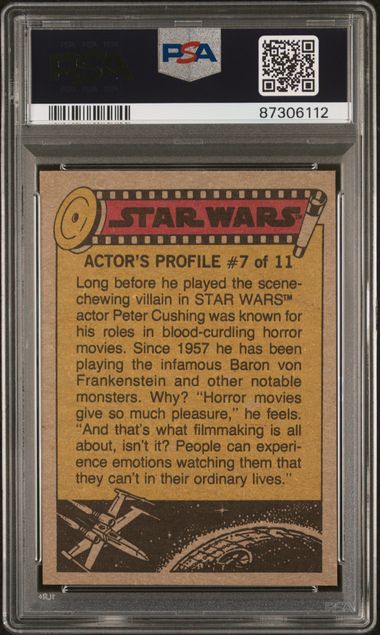 PSA
87306112
STAR WARS™
ACTOR'S PROFILE #7 of 11
Long before he played the scene-
chewing villain in STAR WARS™
actor Peter Cushing was known for
his roles in blood-curdling horror
movies. Since 1957 he has been
playing the infamous Baron von
Frankenstein and other notable
monsters. Why? "Horror movies
give so much pleasure," he feels.
"And that's what filmmaking is all
about, isn't it? People can experi-
ence emotions watching them that
they can't in their ordinary lives."